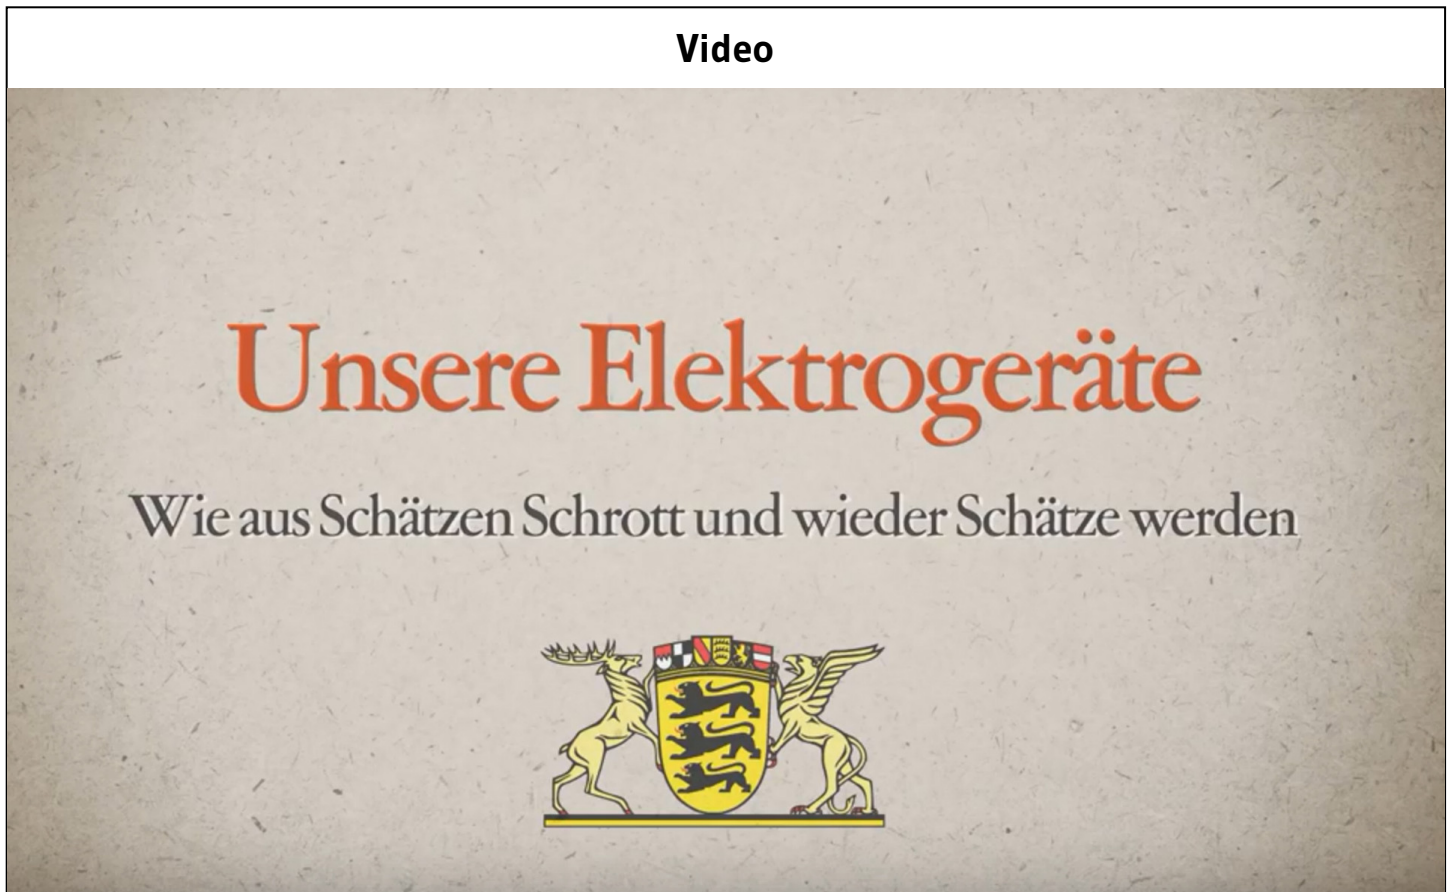 Video
Unsere Elektrogeräte
Wie aus Schätzen Schrott und wieder Schätze werden